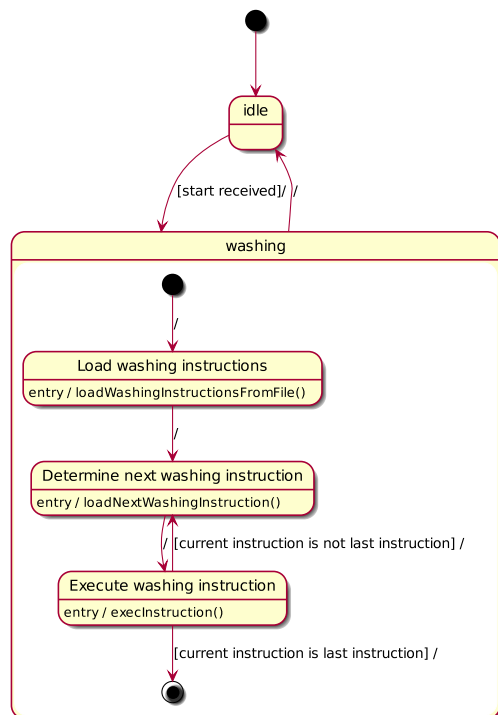 idle
[start received]/
/
washing
/
Load washing instructions
entry / loadWashingInstructionsFromFile()
/
Determine next washing instruction
entry / loadNextWashingInstruction()
/
[current instruction is not last instruction] /
Execute washing instruction
entry / execInstruction()
[current instruction is last instruction] /